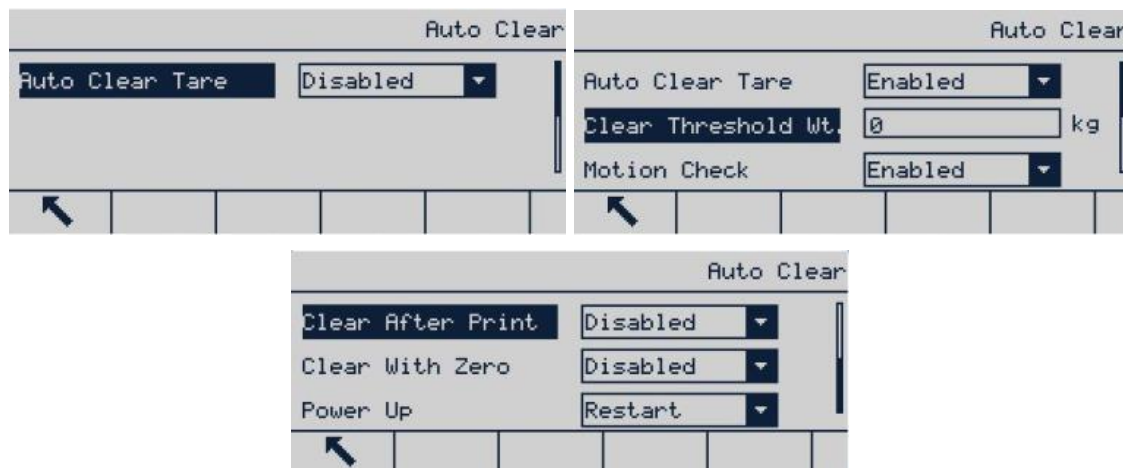 Auto Clear
Auto Clear Tare Disabled
Auto Clear
Auto Clear Tare Enabled
Clear Threshold Wt. 0 kg
Motion Check Enabled
Auto Clear
Clear After Print Disabled
Clear With Zero Disabled
Power Up Restart